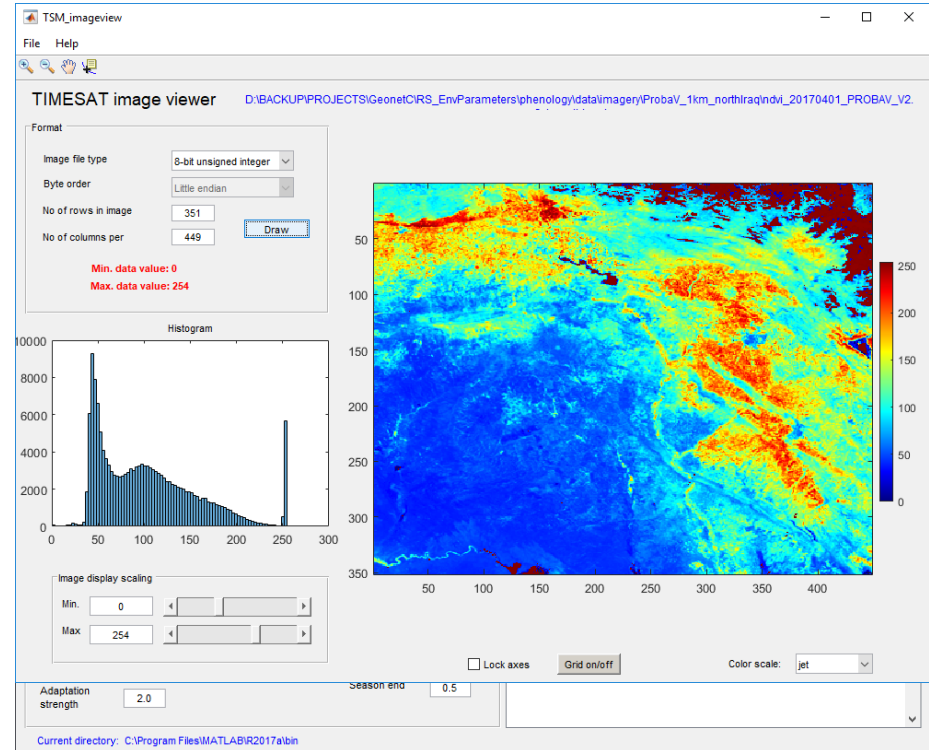 TSM_imageview
File Help
TIMESAT image viewer
D:\BACKUP\PROJECTS\GeonetC\RS_EnvParameters\phenology\data\imagery\ProbaV_1km_northIraq\ndvi_20170401_PROBAV_V2.
Format
Image file type 8-bit unsigned integer
Byte order Little endian
No of rows in image 351
No of columns per 449
Draw
Min. data value: 0
Max. data value: 254
Histogram
10000
8000
6000
4000
2000
0
0 50 100 150 200 250 300
50
100
150
200
250
300
350
50 100 150 200 250 300 350 400
250
200
150
100
50
0
Image display scaling
Min. 0
Max 254
Lock axes
Grid on/off
Color scale: jet
Adaptation
strength 2.0
Season end 0.5
Current directory: C:\Program Files\MATLAB\R2017a\bin